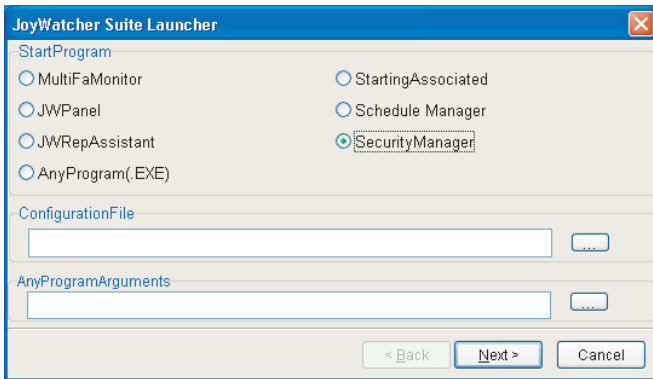 JoyWatcher Suite Launcher
StartProgram
MultiFaMonitor
StartingAssociated
JWPanel
Schedule Manager
JWRepAssistant
SecurityManager
AnyProgram(.EXE)
ConfigurationFile
...
AnyProgramArguments
...
< Back
Next >
Cancel